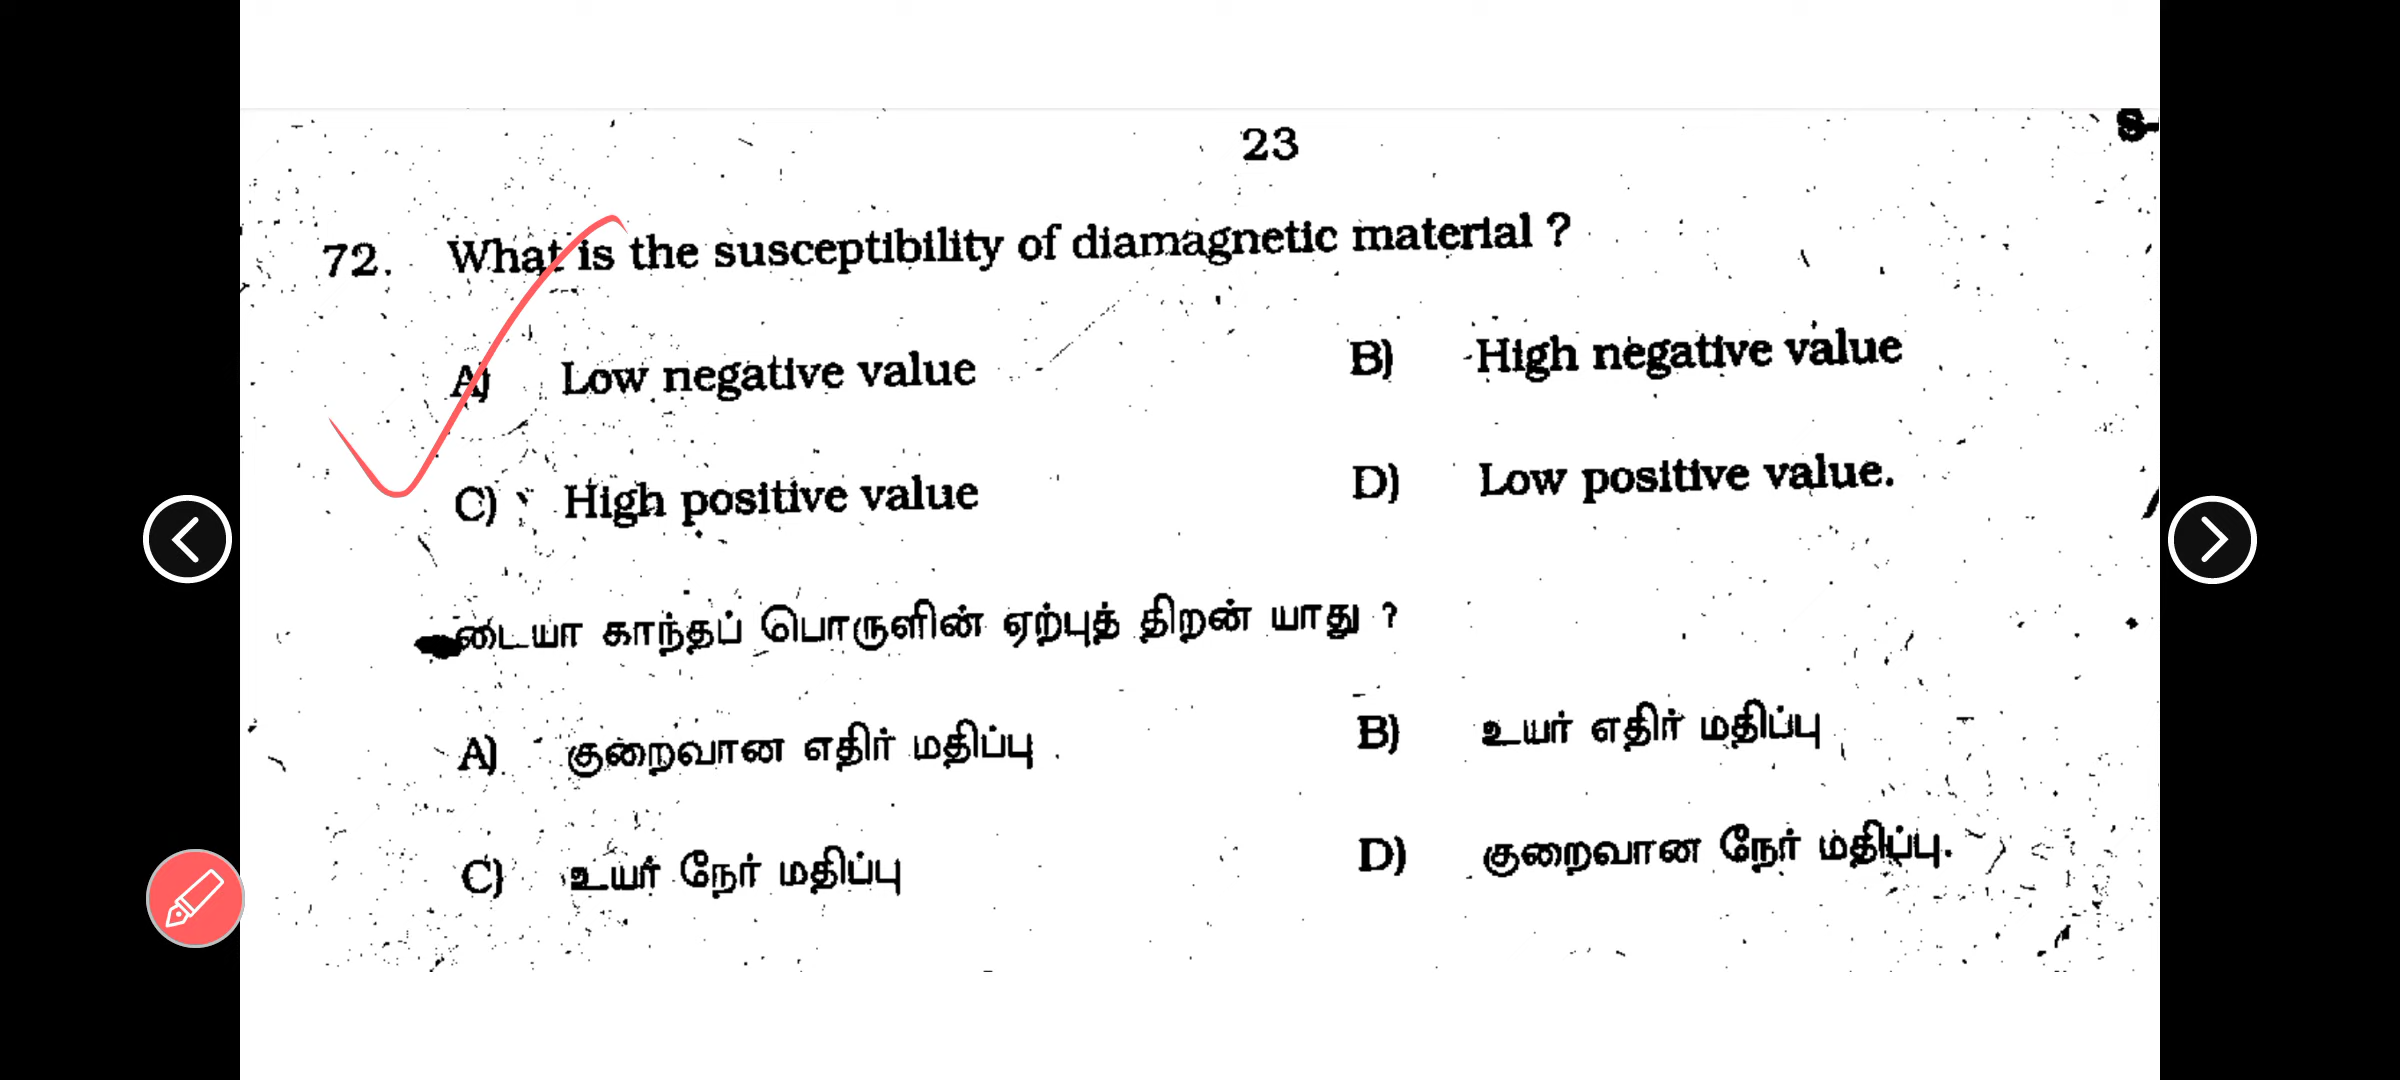 23
S-
72. What is the susceptibility of diamagnetic material ?
A) Low negative value B) High negative value
C) High positive value D) Low positive value.
டையா காந்தப் பொருளின் ஏற்புத் திறன் யாது ?
A) குறைவான எதிர் மதிப்பு B) உயர் எதிர் மதிப்பு
C) உயர் நேர் மதிப்பு D) குறைவான நேர் மதிப்பு.